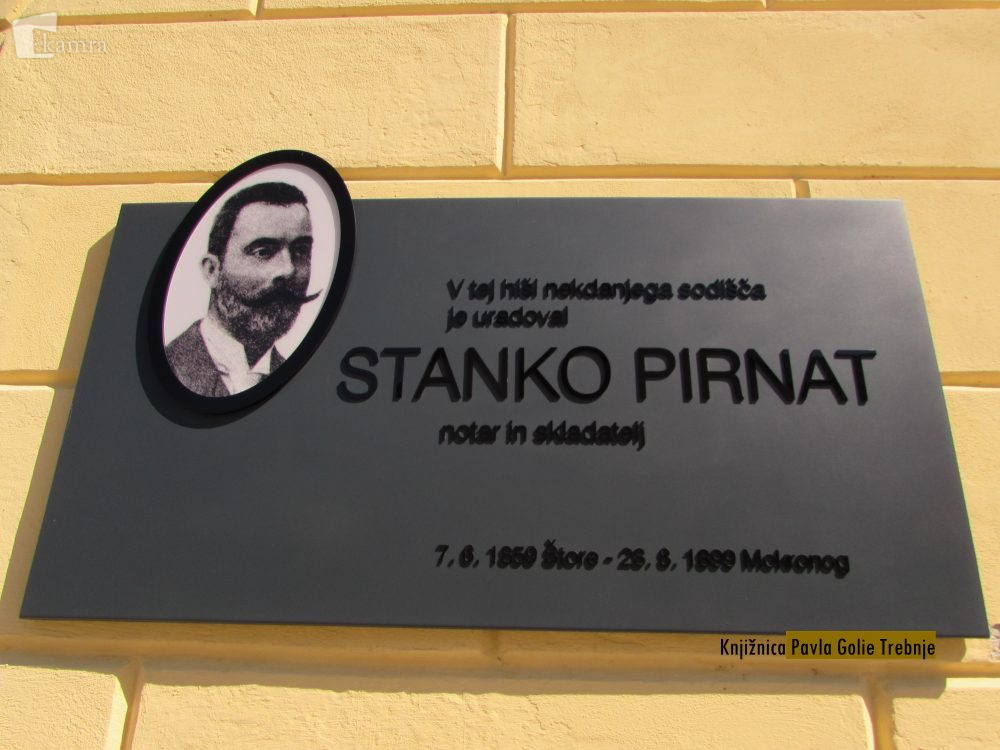 kamra
V tej hiši nekdanjega sodišča
je uradoval
STANKO PIRNAT
notar in skladatelj
7. 6. 1859 Štore - 26. 8. 1899 Mokronog
Knjižnica Pavla Golie Trebnje